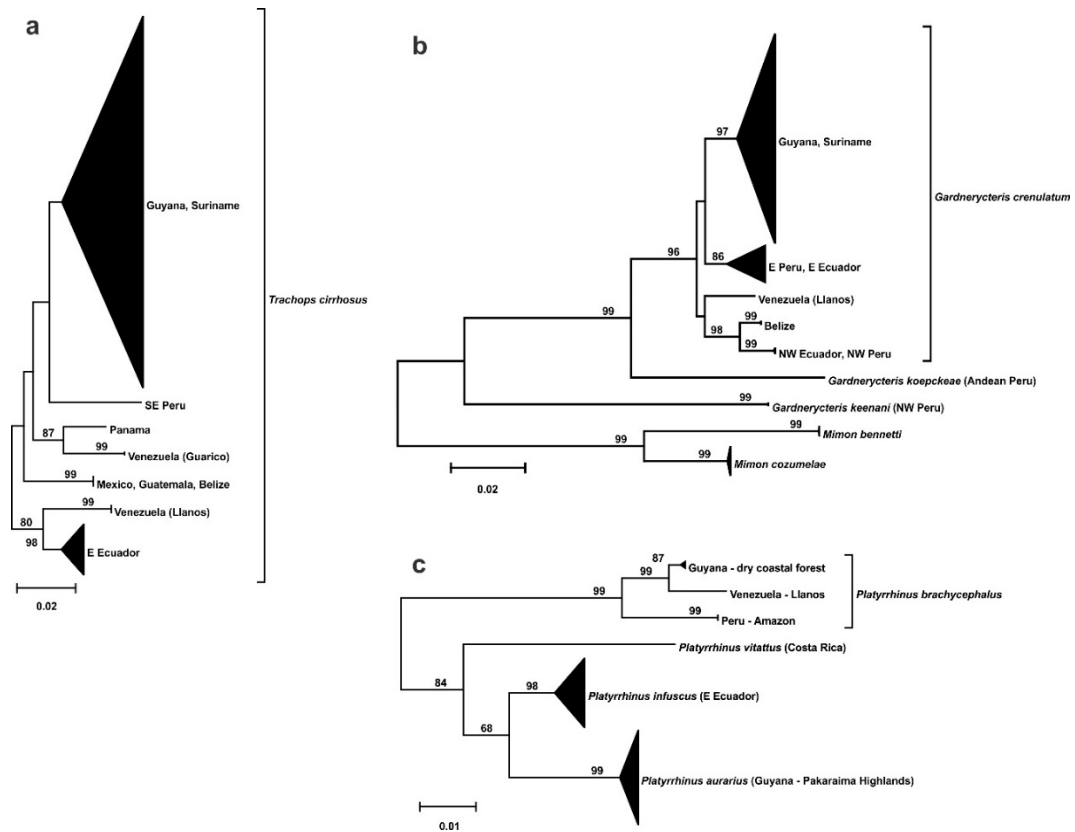 a
Guyana, Suriname
Trachops cirrhosus
SE Peru
87
Panama
99
Venezuela (Guarico)
99
Mexico, Guatemala, Belize
99
Venezuela (Llanos)
80
98
E Ecuador
0.02
b
97
Guyana, Suriname
Gardnerycteris crenulatum
96
86
E Peru, E Ecuador
Venezuela (Llanos)
99
99
Belize
98
99
NW Ecuador, NW Peru
Gardnerycteris koepckeae (Andean Peru)
99
Gardnerycteris keenani (NW Peru)
99
99
Mimon bennetti
99
Mimon cozumelae
0.02
c
87
Guyana - dry coastal forest
99
99
Venezuela - Llanos
Platyrrhinus brachycephalus
99
Peru - Amazon
Platyrrhinus vitattus (Costa Rica)
84
98
Platyrrhinus infuscus (E Ecuador)
68
99
Platyrrhinus aurarius (Guyana - Pakaraima Highlands)
0.01